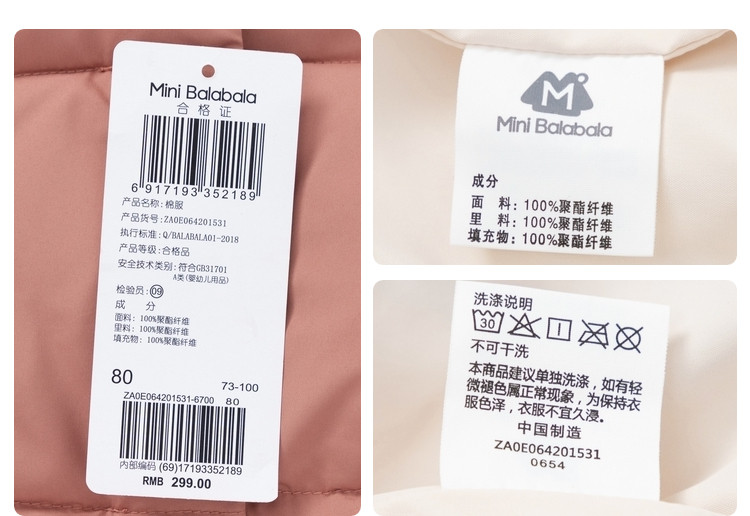 Mini Balabala
合格证
6 917193 352189
产品名称: 棉服
产品货号: ZA0E064201531
执行标准: Q/BALABALA01-2018
产品等级: 合格品
安全技术类别: 符合GB31701
A类(婴幼儿用品)
检验员: 09
成 分
面料: 100%聚酯纤维
里料: 100%聚酯纤维
填充物: 100%聚酯纤维
80 73-100
ZA0E064201531-6700 80
内部编码 (69)17193352189
RMB 299.00
M
Mini Balabala
成分
面 料: 100%聚酯纤维
里 料: 100%聚酯纤维
填充物: 100%聚酯纤维
洗涤说明
30
不可干洗
本商品建议单独洗涤, 如有轻
微褪色属正常现象, 为保持衣
服色泽, 衣服不宜久浸。
中国制造
ZA0E064201531
0654